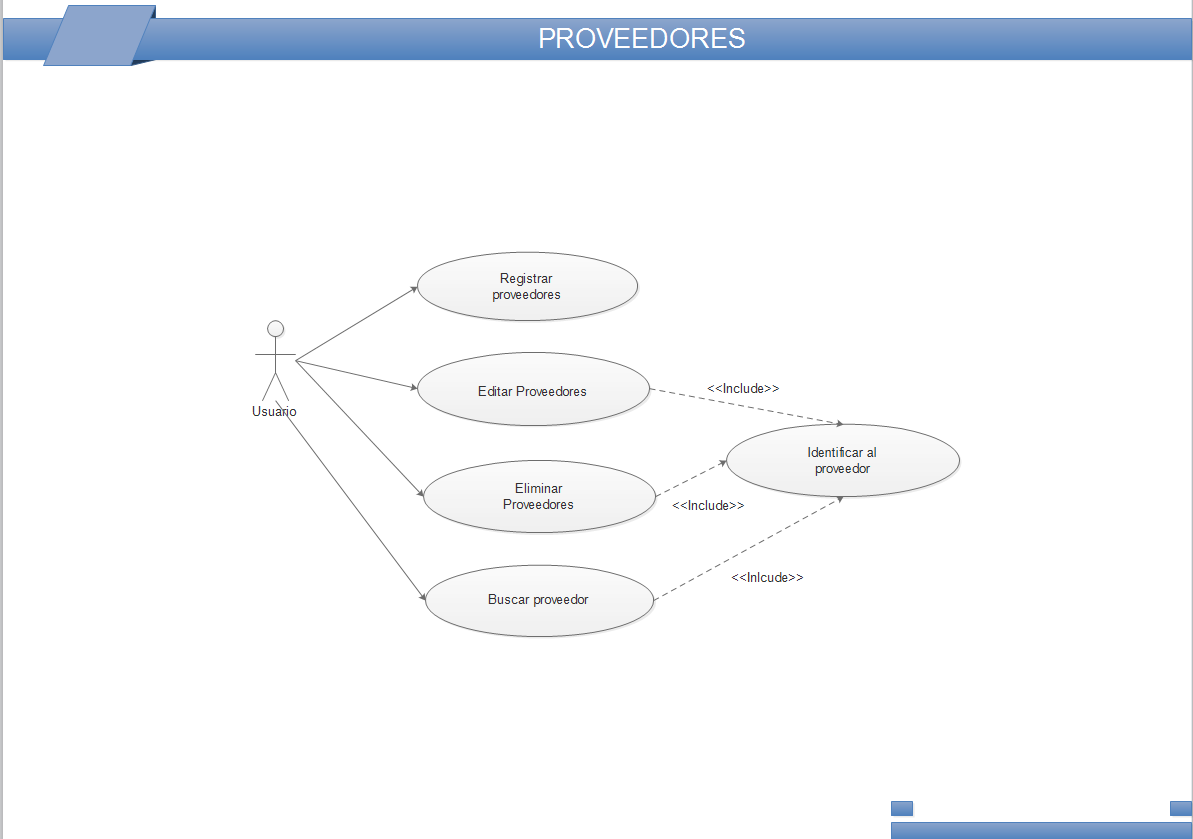 PROVEEDORES
Registrar
proveedores
Editar Proveedores
<<Include>>
Usuario
Identificar al
proveedor
Eliminar
Proveedores
<<Include>>
<<Inlcude>>
Buscar proveedor